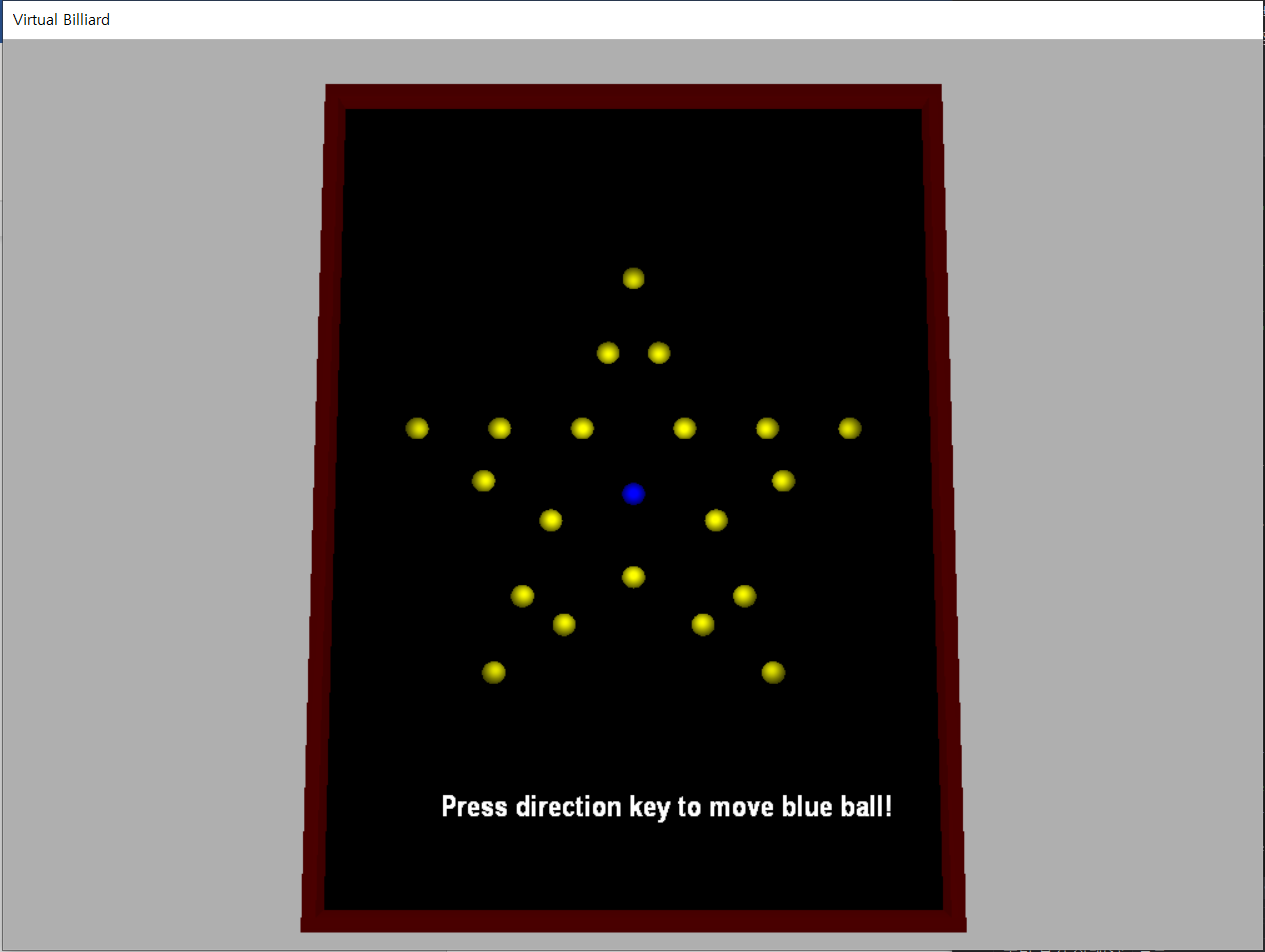 Virtual Billiard
Press direction key to move blue ball!